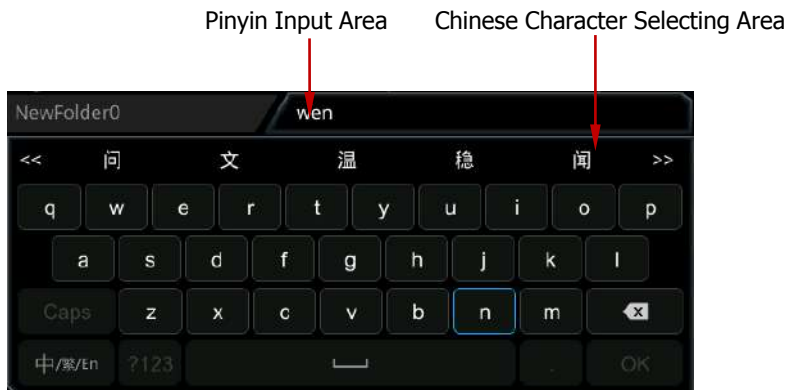 Pinyin Input Area Chinese Character Selecting Area
NewFolder0 wen
<< 问 文 温 稳 闻 >>
q w e r t y u i o p
a s d f g h j k l
Caps z x c v b n m
中/繁/En ?123 . OK